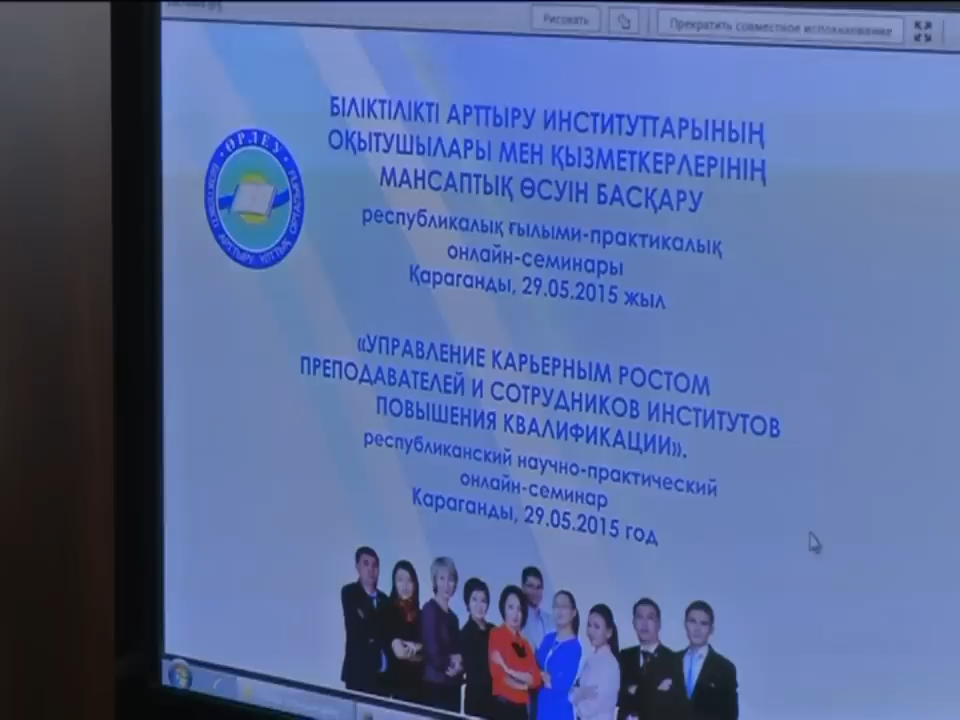 Рисовать
Прекратить совместное использование
БІЛІКТІЛІКТІ АРТТЫРУ ИНСТИТУТТАРЫНЫҢ
ОҚЫТУШЫЛАРЫ МЕН ҚЫЗМЕТКЕРЛЕРІНІҢ
МАНСАПТЫҚ ӨСУІН БАСҚАРУ
республикалық ғылыми-практикалық
онлайн-семинары
Қараганды, 29.05.2015 жыл
ӨРЛЕУ
«УПРАВЛЕНИЕ КАРЬЕРНЫМ РОСТОМ
ПРЕПОДАВАТЕЛЕЙ И СОТРУДНИКОВ ИНСТИТУТОВ
ПОВЫШЕНИЯ КВАЛИФИКАЦИИ».
республиканский научно-практический
онлайн-семинар
Караганды, 29.05.2015 год